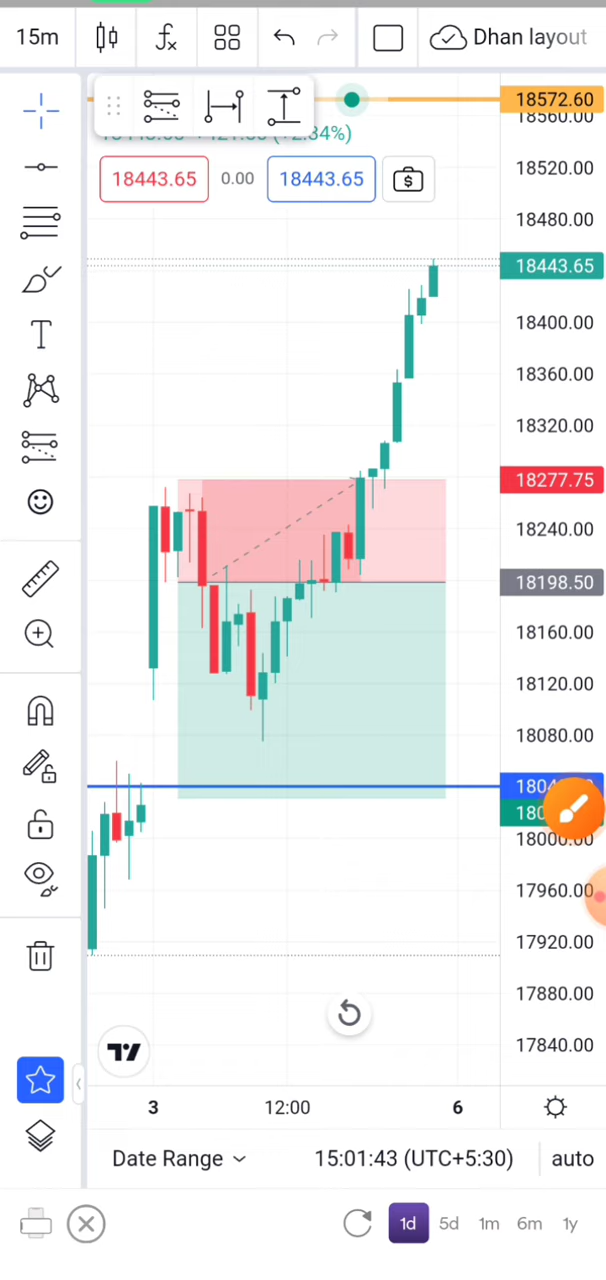 15m
Dhan layout
18572.60
18560.00
18443.65
0.00
18443.65
18520.00
18480.00
18443.65
18400.00
18360.00
18320.00
18277.75
18240.00
18198.50
18160.00
18120.00
18080.00
18000.00
17960.00
17920.00
17880.00
17840.00
3
12:00
6
Date Range
15:01:43 (UTC+5:30)
auto
1d
5d
1m
6m
1y